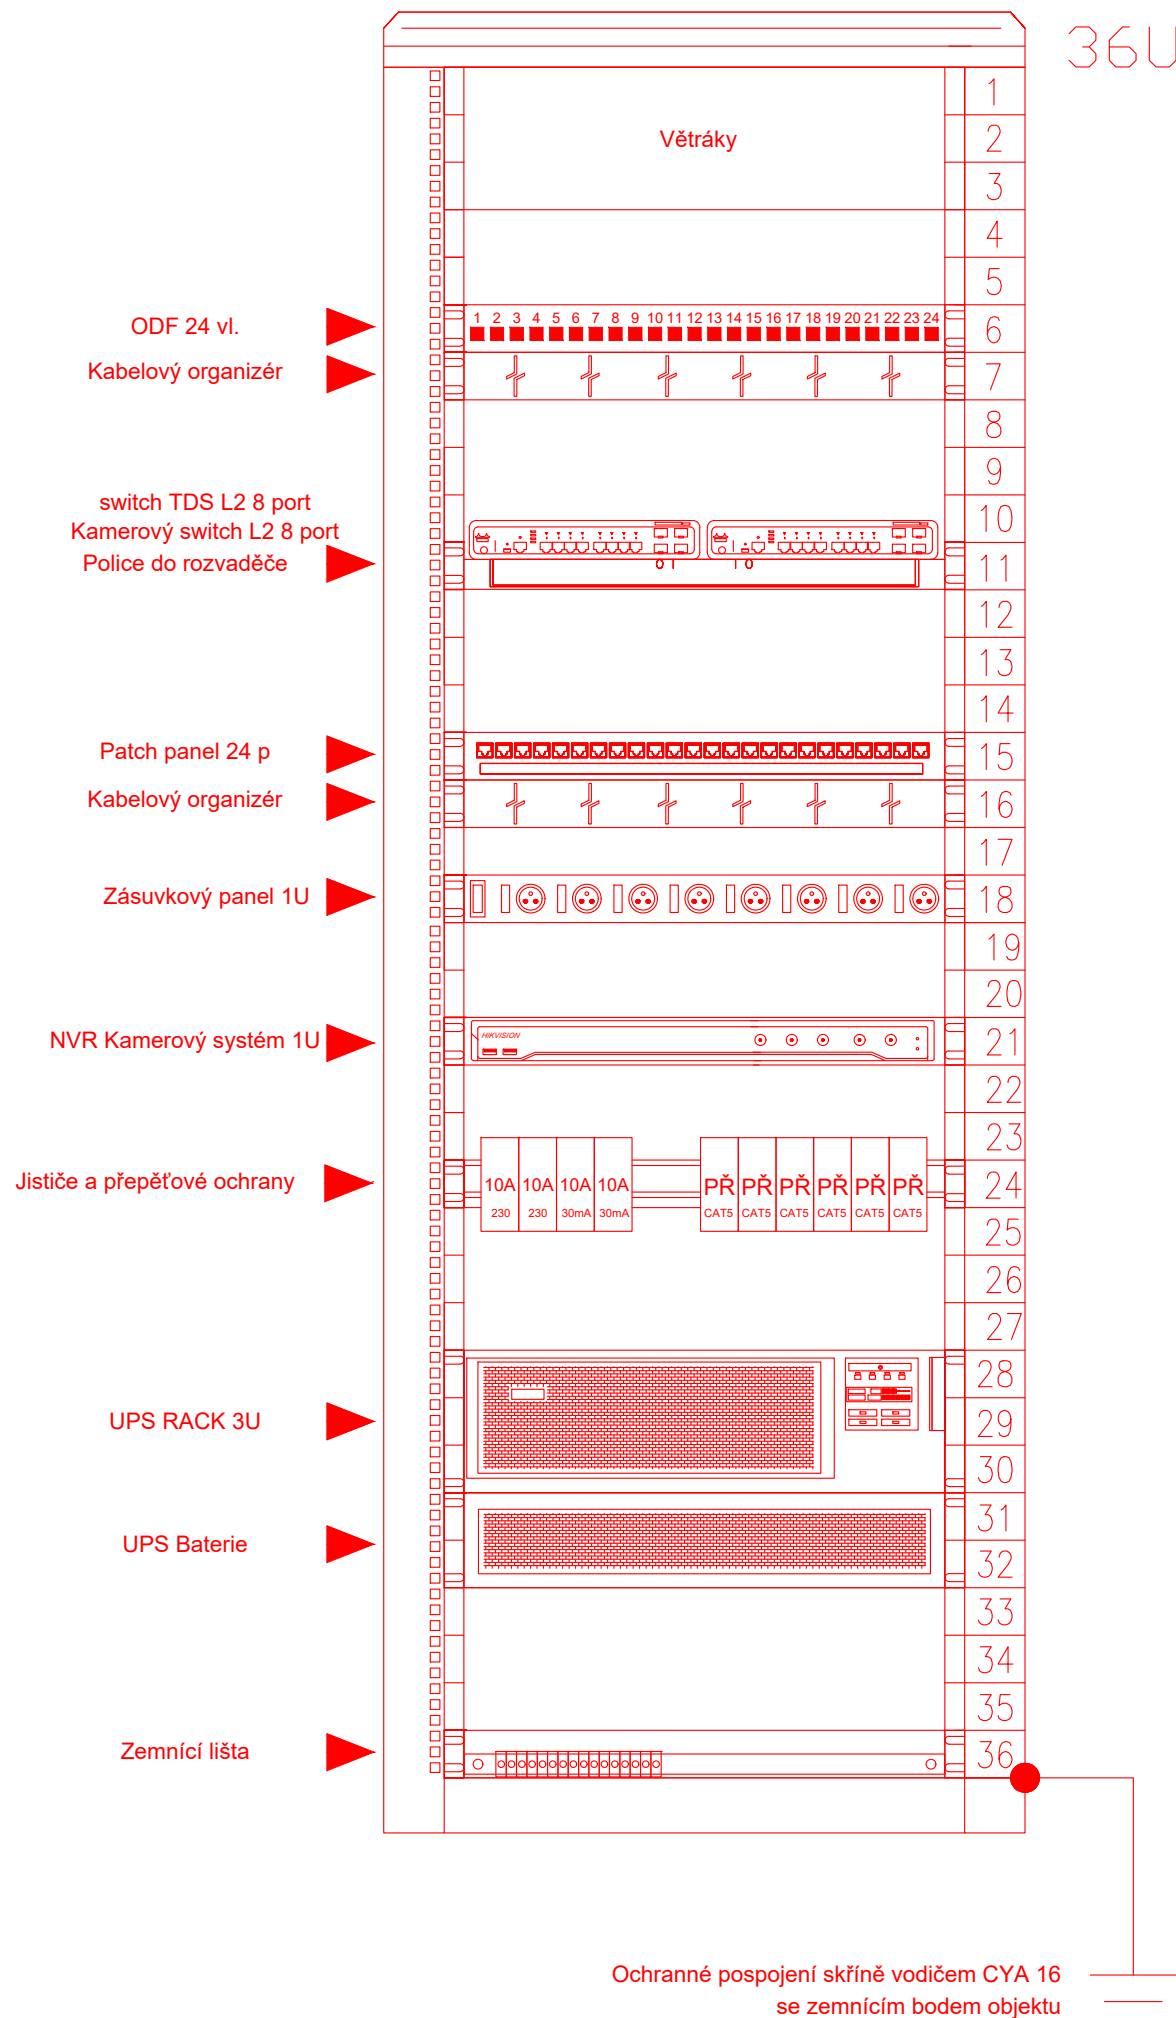 36U
1
Větráky
2
3
4
5
ODF 24 vl.
1 2 3 4 5 6 7 8 9 10 11 12 13 14 15 16 17 18 19 20 21 22 23 24
6
Kabelový organizér
7
8
9
switch TDS L2 8 port
10
Kamerový switch L2 8 port
Police do rozvaděče
11
12
13
14
Patch panel 24 p
15
Kabelový organizér
16
17
Zásuvkový panel 1U
18
19
20
NVR Kamerový systém 1U
HIKVISION
21
22
23
Jističe a přepěťové ochrany
10A 10A 10A 10A PŘ PŘ PŘ PŘ PŘ PŘ
24
230 230 30mA 30mA CAT5 CAT5 CAT5 CAT5 CAT5 CAT5
25
26
27
28
UPS RACK 3U
29
30
31
UPS Baterie
32
33
34
35
Zemnící lišta
36
Ochranné pospojení skříně vodičem CYA 16
se zemnícím bodem objektu